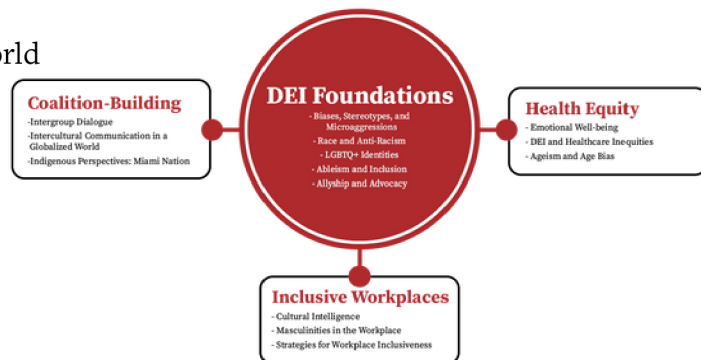 Coalition-Building
-Intergroup Dialogue
-Intercultural Communication in a
Globalized World
-Indigenous Perspectives: Miami Nation
DEI Foundations
- Biases, Stereotypes, and
Microaggressions
- Race and Anti-Racism
- LGBTQ+ Identities
- Ableism and Inclusion
- Allyship and Advocacy
Health Equity
- Emotional Well-being
- DEI and Healthcare Inequities
- Ageism and Age Bias
Inclusive Workplaces
- Cultural Intelligence
- Masculinities in the Workplace
- Strategies for Workplace Inclusiveness